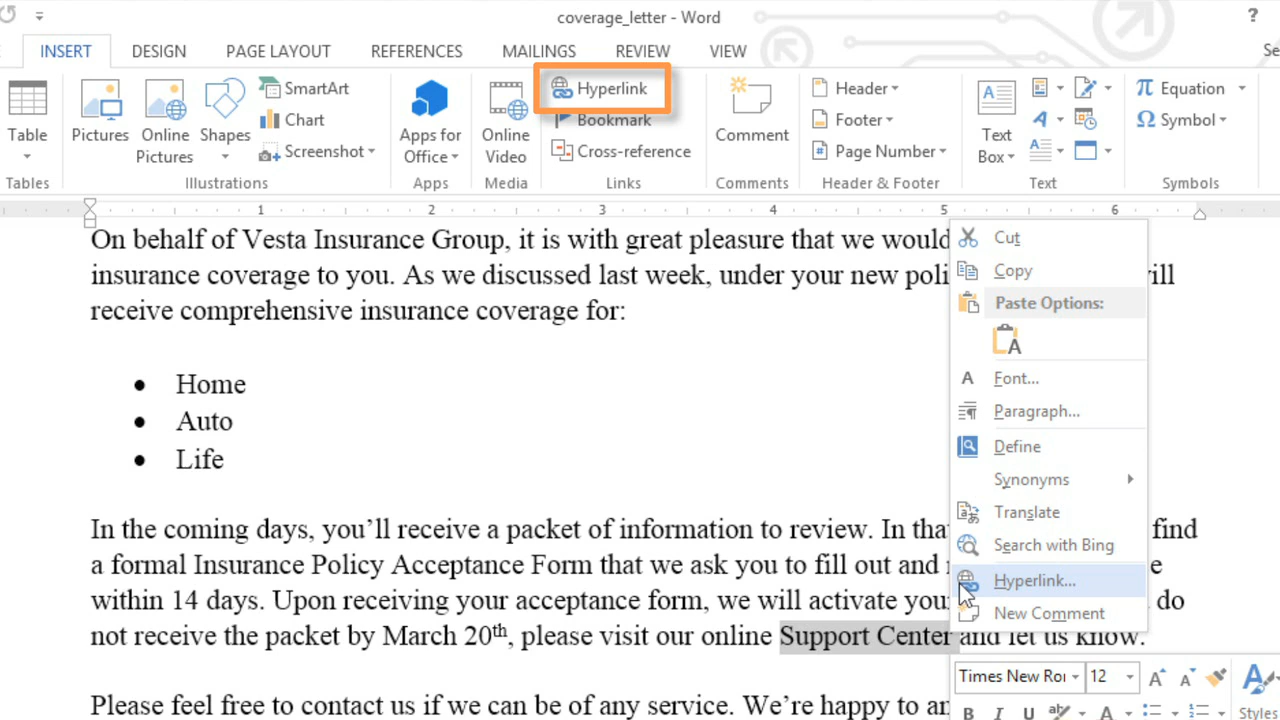 coverage_letter - Word
?
INSERT DESIGN PAGE LAYOUT REFERENCES MAILINGS REVIEW VIEW
Table
Tables
Pictures
Online Pictures
Shapes
SmartArt
Chart
Screenshot
Illustrations
Apps for Office
Apps
Online Video
Media
Hyperlink
Bookmark
Cross-reference
Links
Comment
Comments
Header
Footer
Page Number
Header & Footer
Text Box
Text
Equation
Symbol
Symbols
1 2 3 4 5 6
On behalf of Vesta Insurance Group, it is with great pleasure that we would
insurance coverage to you. As we discussed last week, under your new poli
receive comprehensive insurance coverage for:
• Home
• Auto
• Life
In the coming days, you’ll receive a packet of information to review. In tha find
a formal Insurance Policy Acceptance Form that we ask you to fill out and
within 14 days. Upon receiving your acceptance form, we will activate you do
not receive the packet by March 20th, please visit our online Support Center and let us know.
Please feel free to contact us if we can be of any service. We’re happy to an
Cut
Copy
Paste Options:
Font...
Paragraph...
Define
Synonyms
Translate
Search with Bing
Hyperlink...
New Comment
Times New Ro 12
B I U
Styles